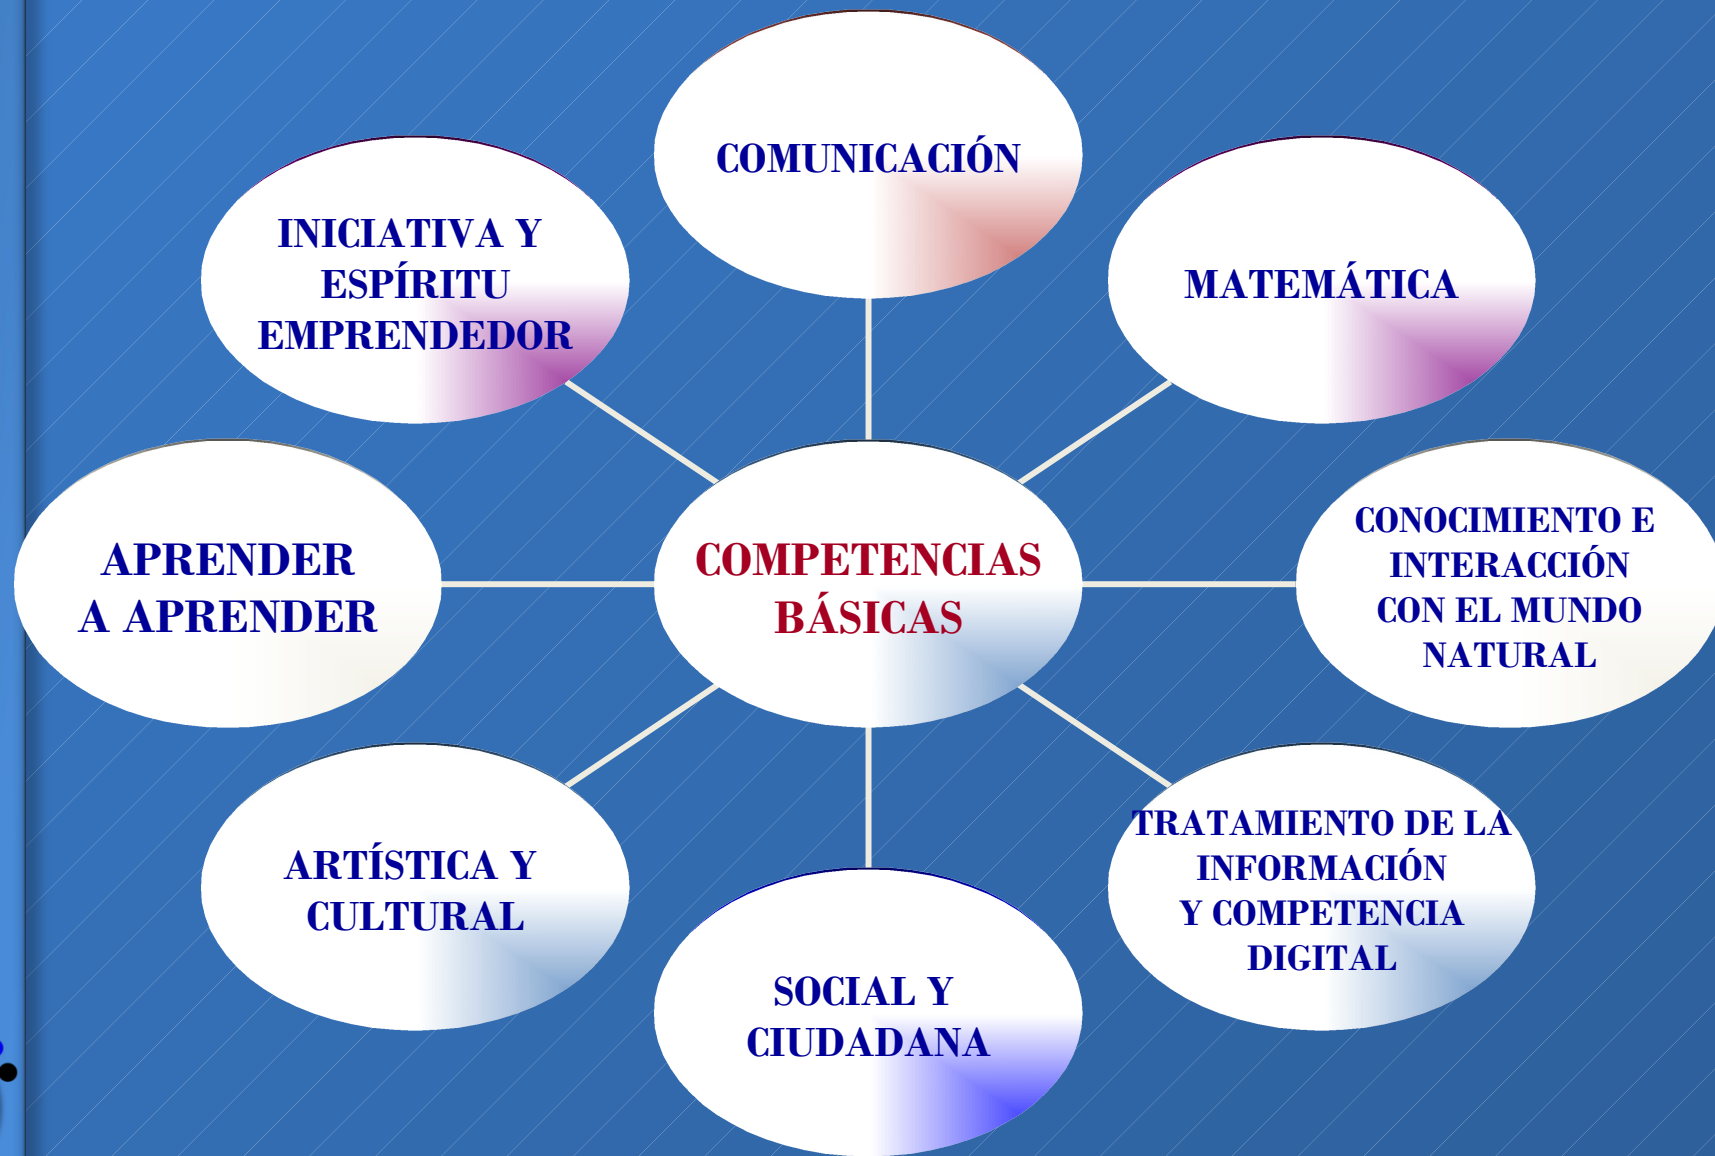 COMUNICACIÓN
INICIATIVA Y
ESPÍRITU
EMPRENDEDOR
MATEMÁTICA
APRENDER
A APRENDER
COMPETENCIAS
BÁSICAS
CONOCIMIENTO E
INTERACCIÓN
CON EL MUNDO
NATURAL
ARTÍSTICA Y
CULTURAL
SOCIAL Y
CIUDADANA
TRATAMIENTO DE LA
INFORMACIÓN
Y COMPETENCIA
DIGITAL